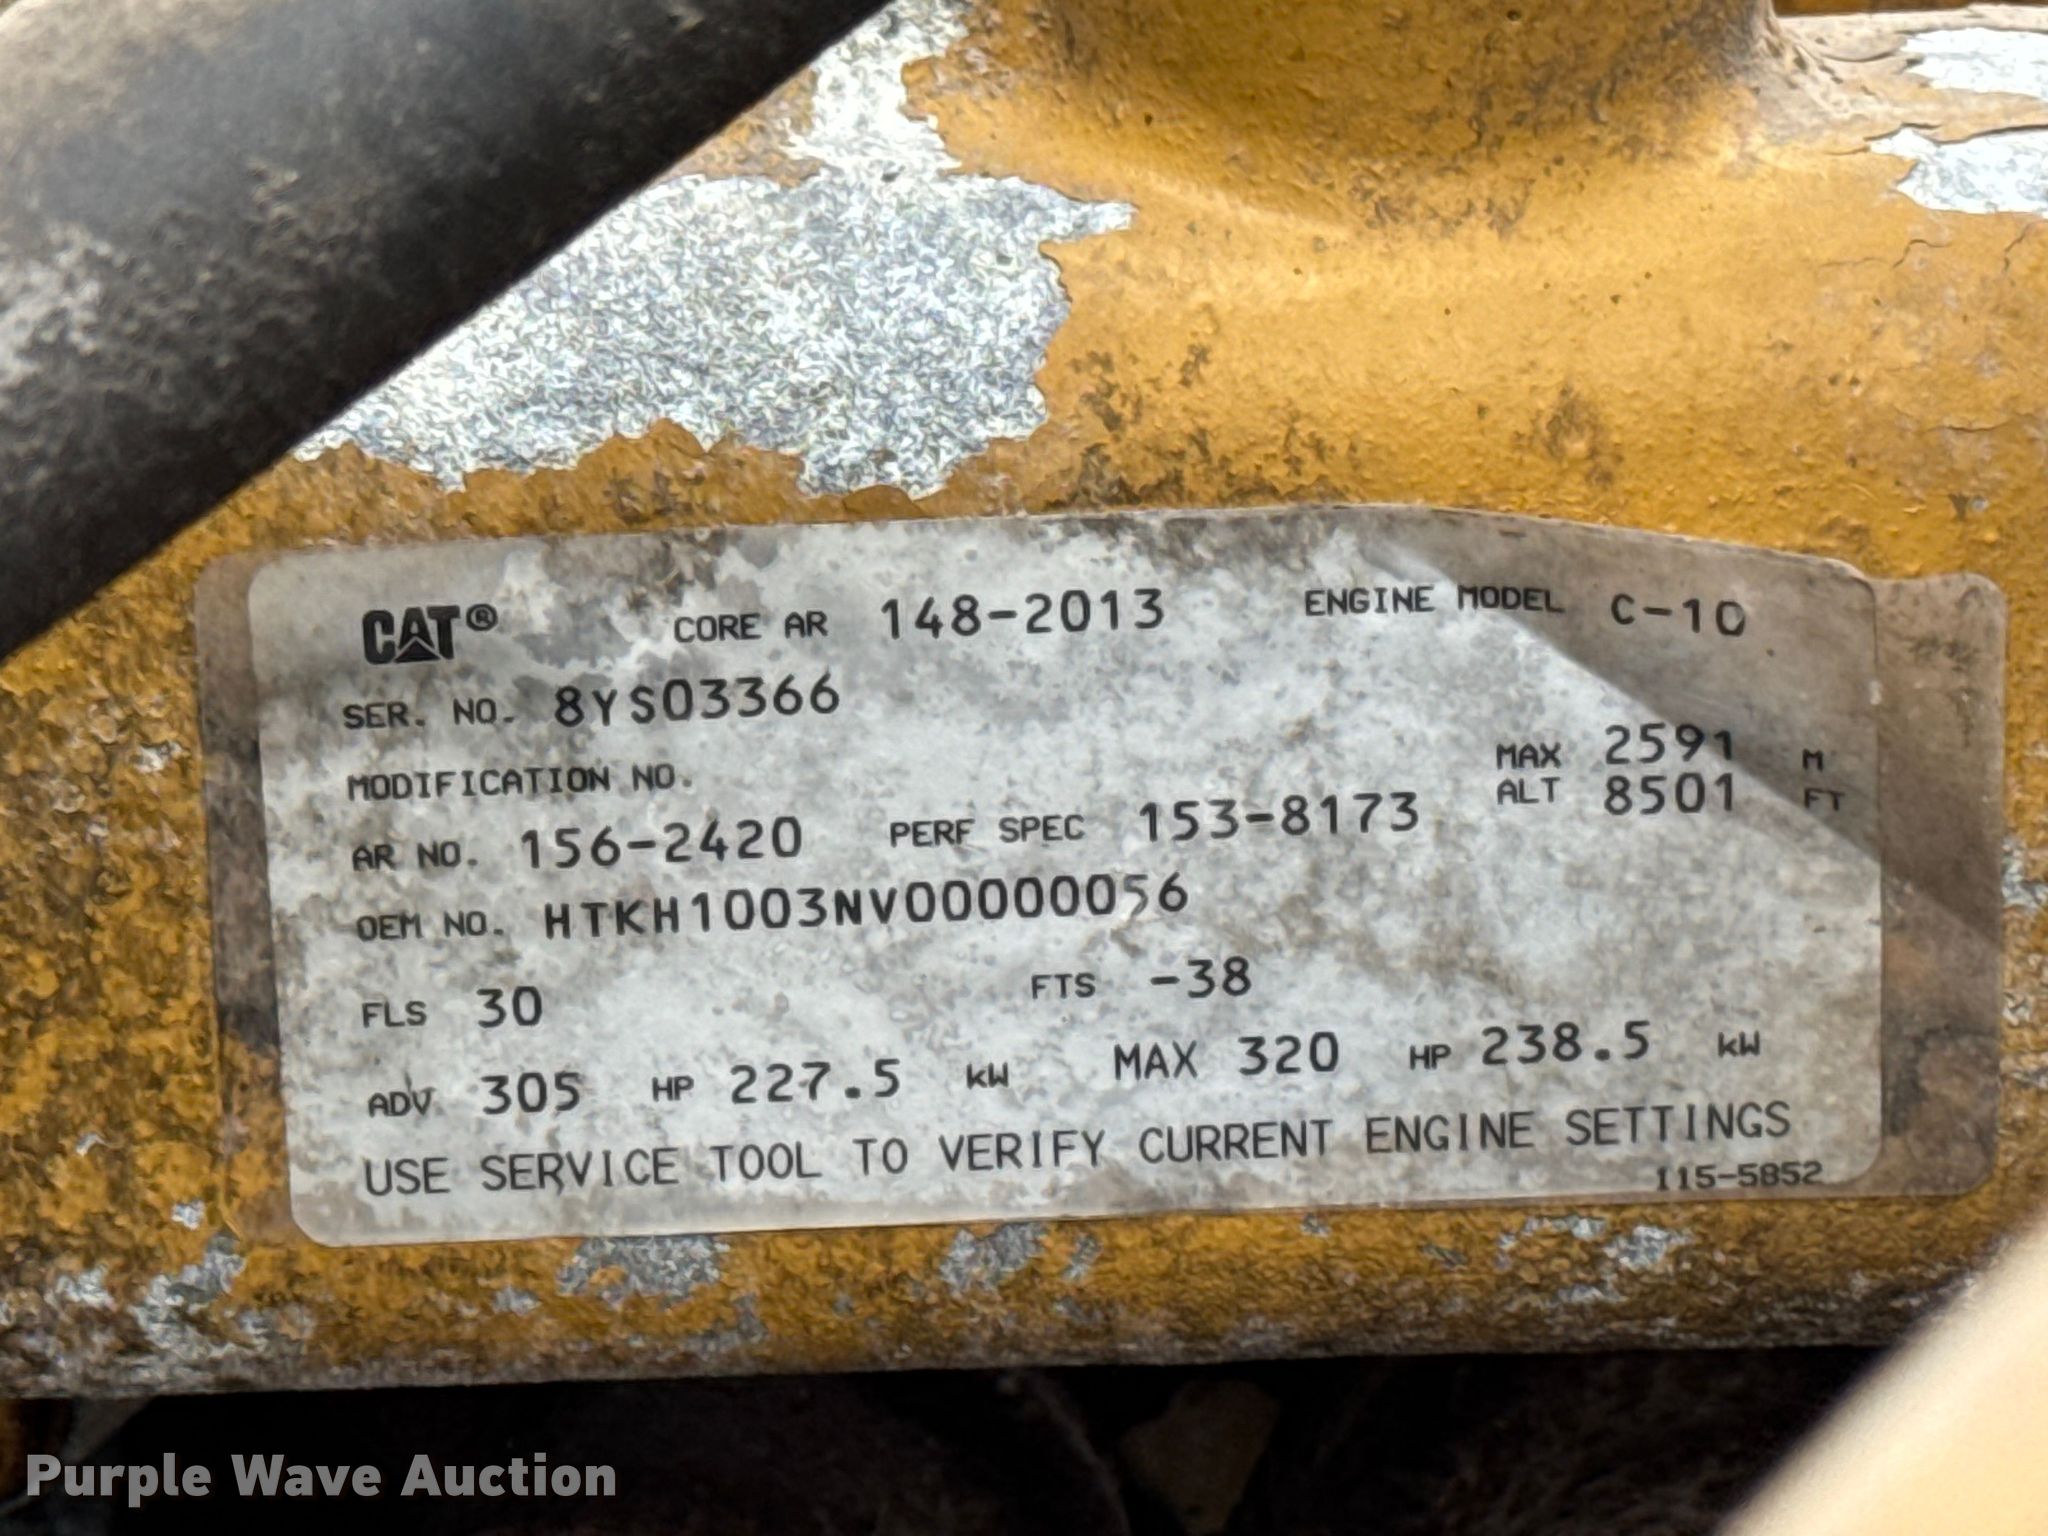 CAT® CORE AR 148-2013 ENGINE MODEL C-10
SER. NO. 8YS03366
MODIFICATION NO.
MAX ALT 2591 M
8501 FT
AR NO. 156-2420 PERF SPEC 153-8173
OEM NO. HTKH1003NV00000056
FLS 30 FTS -38
ADV 305 HP 227.5 kW MAX 320 HP 238.5 kW
USE SERVICE TOOL TO VERIFY CURRENT ENGINE SETTINGS
115-5852
Purple Wave Auction